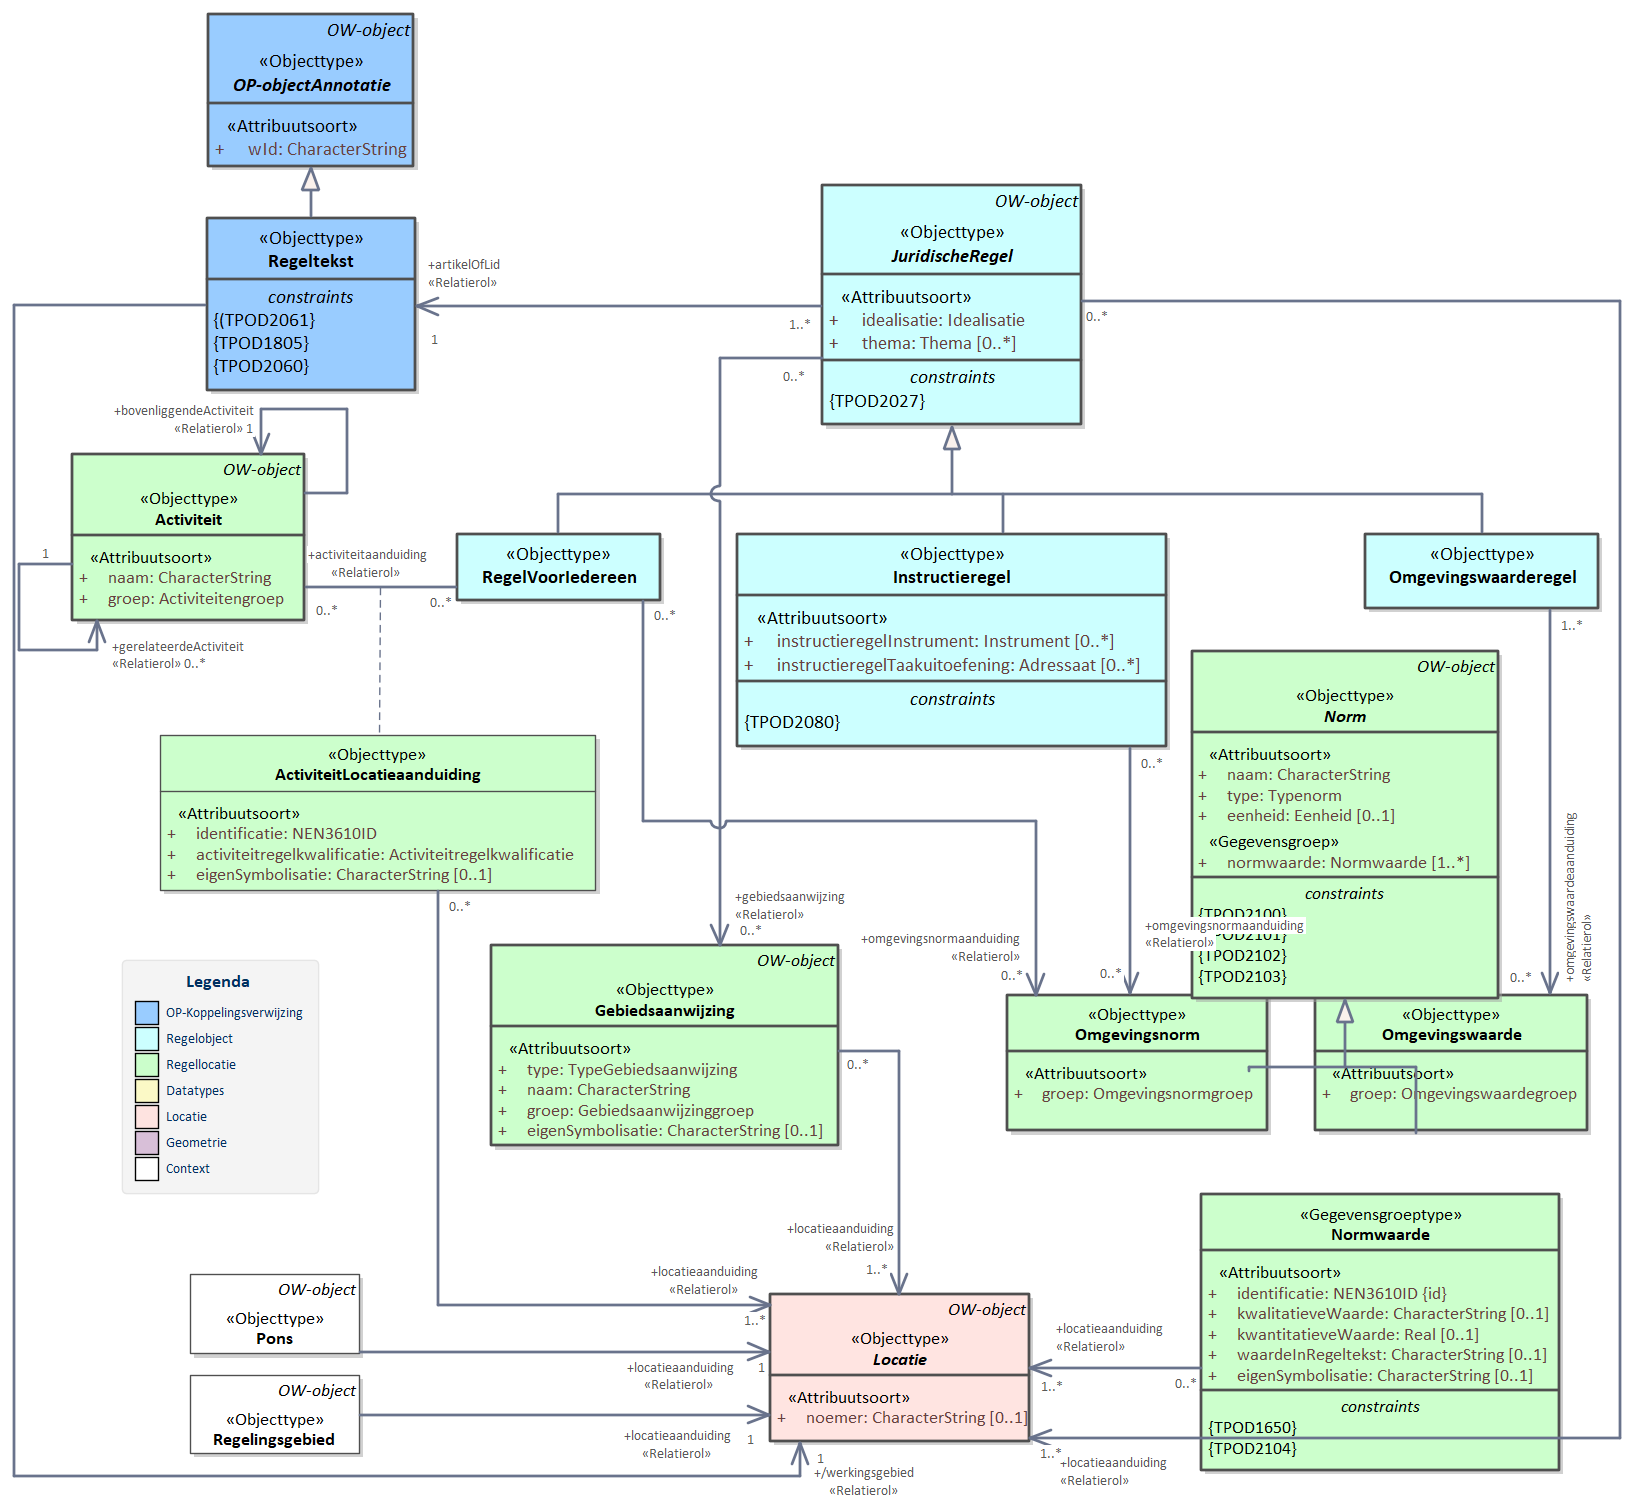 OW-object
«Objecttype»
OP-objectAnnotatie
«Attribuutsoort»
+ wId: CharacterString
«Objecttype»
Regeltekst
constraints
{(TPOD2061}
{TPOD1805}
{TPOD2060}
+artikelOfLid
«Relatierol»
1
1..*
OW-object
«Objecttype»
JuridischeRegel
«Attribuutsoort»
+ idealisatie: Idealisatie
+ thema: Thema [0..*]
constraints
{TPOD2027}
0..*
0..*
+bovenliggendeActiviteit
«Relatierol» 1
OW-object
«Objecttype»
Activiteit
«Attribuutsoort»
+ naam: CharacterString
+ groep: Activiteitengroep
1
+gerelateerdeActiviteit
«Relatierol» 0..*
+activiteitaanduiding
«Relatierol»
0..*
0..*
«Objecttype»
RegelVoorIedereen
0..*
«Objecttype»
Instructieregel
«Attribuutsoort»
+ instructieregelInstrument: Instrument [0..*]
+ instructieregelTaakuitoefening: Adressaat [0..*]
constraints
{TPOD2080}
0..*
«Objecttype»
Omgevingswaarderegel
1..*
OW-object
«Objecttype»
Norm
«Attribuutsoort»
+ naam: CharacterString
+ type: Typenorm
+ eenheid: Eenheid [0..1]
«Gegevensgroep»
+ normwaarde: Normwaarde [1..*]
constraints
{TPOD2100}
+omgevingsnormaanduiding
«Relatierol»
{TPOD2102}
{TPOD2103}
+omgevingswaardeaanduiding
«Relatierol»
0..*
0..*
«Objecttype»
ActiviteitLocatieaanduiding
«Attribuutsoort»
+ identificatie: NEN3610ID
+ activiteitregelkwalificatie: Activiteitregelkwalificatie
+ eigenSymbolisatie: CharacterString [0..1]
0..*
+gebiedsaanwijzing
«Relatierol»
0..*
+omgevingsnormaanduiding
«Relatierol»
0..*
OW-object
«Objecttype»
Gebiedsaanwijzing
«Attribuutsoort»
+ type: TypeGebiedsaanwijzing
+ naam: CharacterString
+ groep: Gebiedsaanwijzinggroep
+ eigenSymbolisatie: CharacterString [0..1]
0..*
«Objecttype»
Omgevingsnorm
«Attribuutsoort»
+ groep: Omgevingsnormgroep
«Objecttype»
Omgevingswaarde
«Attribuutsoort»
+ groep: Omgevingswaardegroep
Legenda
OP-Koppelingsverwijzing
Regelobject
Regellocatie
Datatypes
Locatie
Geometrie
Context
+locatieaanduiding
«Relatierol»
1..*
+locatieaanduiding
«Relatierol»
1..*
OW-object
«Objecttype»
Pons
+locatieaanduiding
«Relatierol»
1
OW-object
«Objecttype»
Regelingsgebied
+locatieaanduiding
«Relatierol»
1
OW-object
«Objecttype»
Locatie
«Attribuutsoort»
+ noemer: CharacterString [0..1]
1
+/werkingsgebied
«Relatierol»
+locatieaanduiding
«Relatierol»
1..*
0..*
1..*
+locatieaanduiding
«Relatierol»
«Gegevensgroeptype»
Normwaarde
«Attribuutsoort»
+ identificatie: NEN3610ID {id}
+ kwalitatieveWaarde: CharacterString [0..1]
+ kwantitatieveWaarde: Real [0..1]
+ waardeInRegeltekst: CharacterString [0..1]
+ eigenSymbolisatie: CharacterString [0..1]
constraints
{TPOD1650}
{TPOD2104}